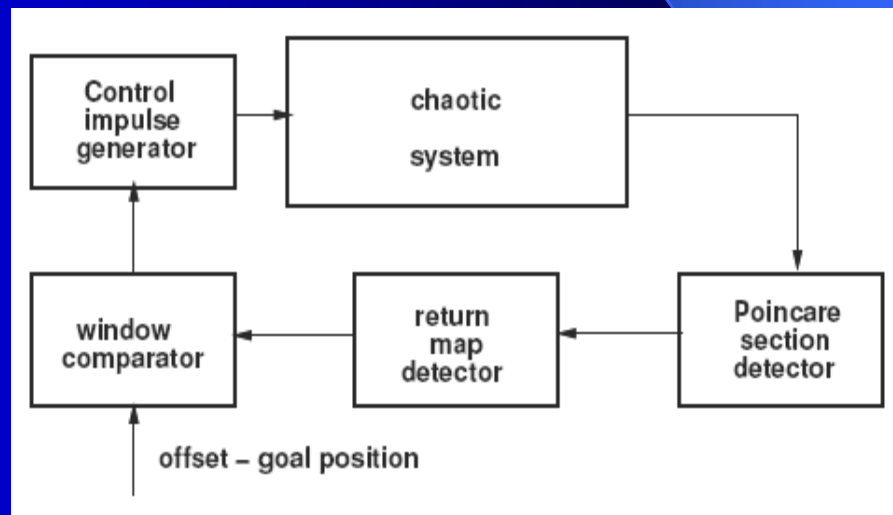 Control
impulse
generator
chaotic
system
window
comparator
return
map
detector
Poincare
section
detector
offset – goal position